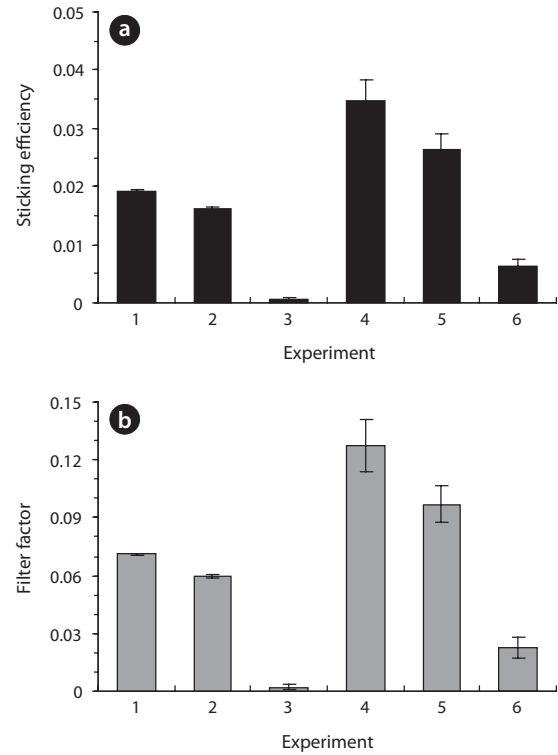 0.05
a
0.04
0.03
0.02
0.01
0
Sticking efficiency
1 2 3 4 5 6
Experiment
0.15
b
0.12
0.09
0.06
0.03
0
Filter factor
1 2 3 4 5 6
Experiment